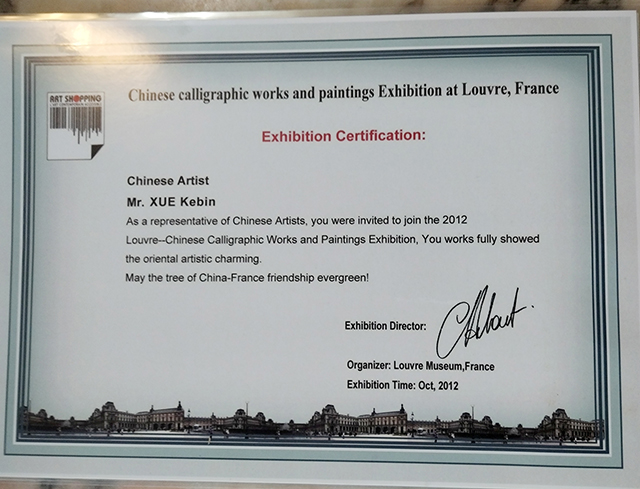 Chinese calligraphic works and paintings Exhibition at Louvre, France
ART SHOPPING
Exhibition Certification:
Chinese Artist
Mr. XUE Kebin
As a representative of Chinese Artists, you were invited to join the 2012
Louvre--Chinese Calligraphic Works and Paintings Exhibition, You works fully showed
the oriental artistic charming.
May the tree of China-France friendship evergreen!
Exhibition Director:
Organizer: Louvre Museum,France
Exhibition Time: Oct, 2012